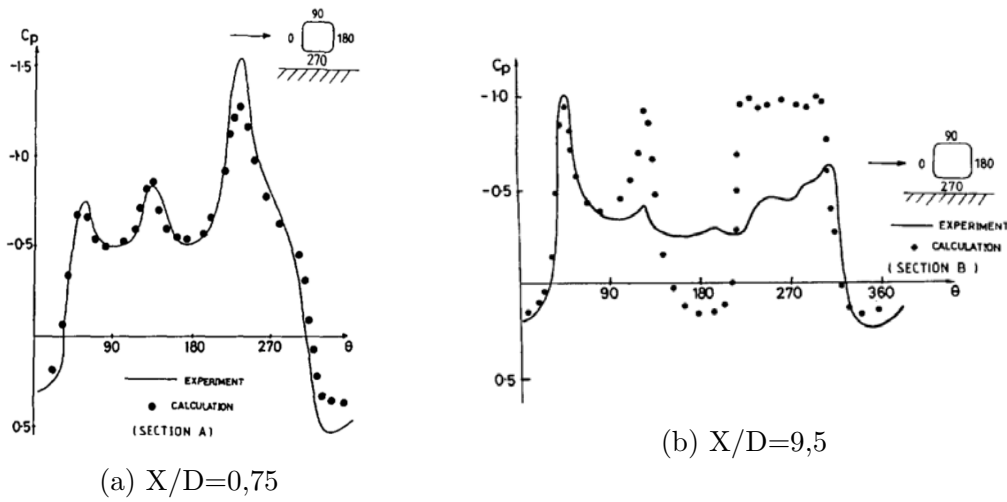 Cp
90
0
180
270
-1·5
-1·0
-0·5
90
180
270
θ
EXPERIMENT
CALCULATION
(SECTION A)
0·5
(a) X/D=0,75
Cp
-1·0
90
0
180
270
-0·5
EXPERIMENT
CALCULATION
(SECTION B)
90
180
270
360
θ
0·5
(b) X/D=9,5